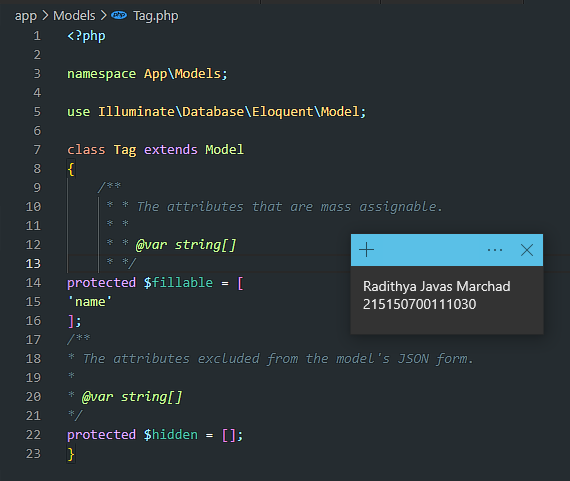 app > Models > Tag.php
1 <?php
2
3 namespace App\Models;
4
5 use Illuminate\Database\Eloquent\Model;
6
7 class Tag extends Model
8 {
9 /**
10 * * The attributes that are mass assignable.
11 * *
12 * * @var string[]
13 * */
14 protected $fillable = [
15 'name'
16 ];
17 /**
18 * The attributes excluded from the model's JSON form.
19 *
20 * @var string[]
21 */
22 protected $hidden = [];
23 }
Radithya Javas Marchad
215150700111030